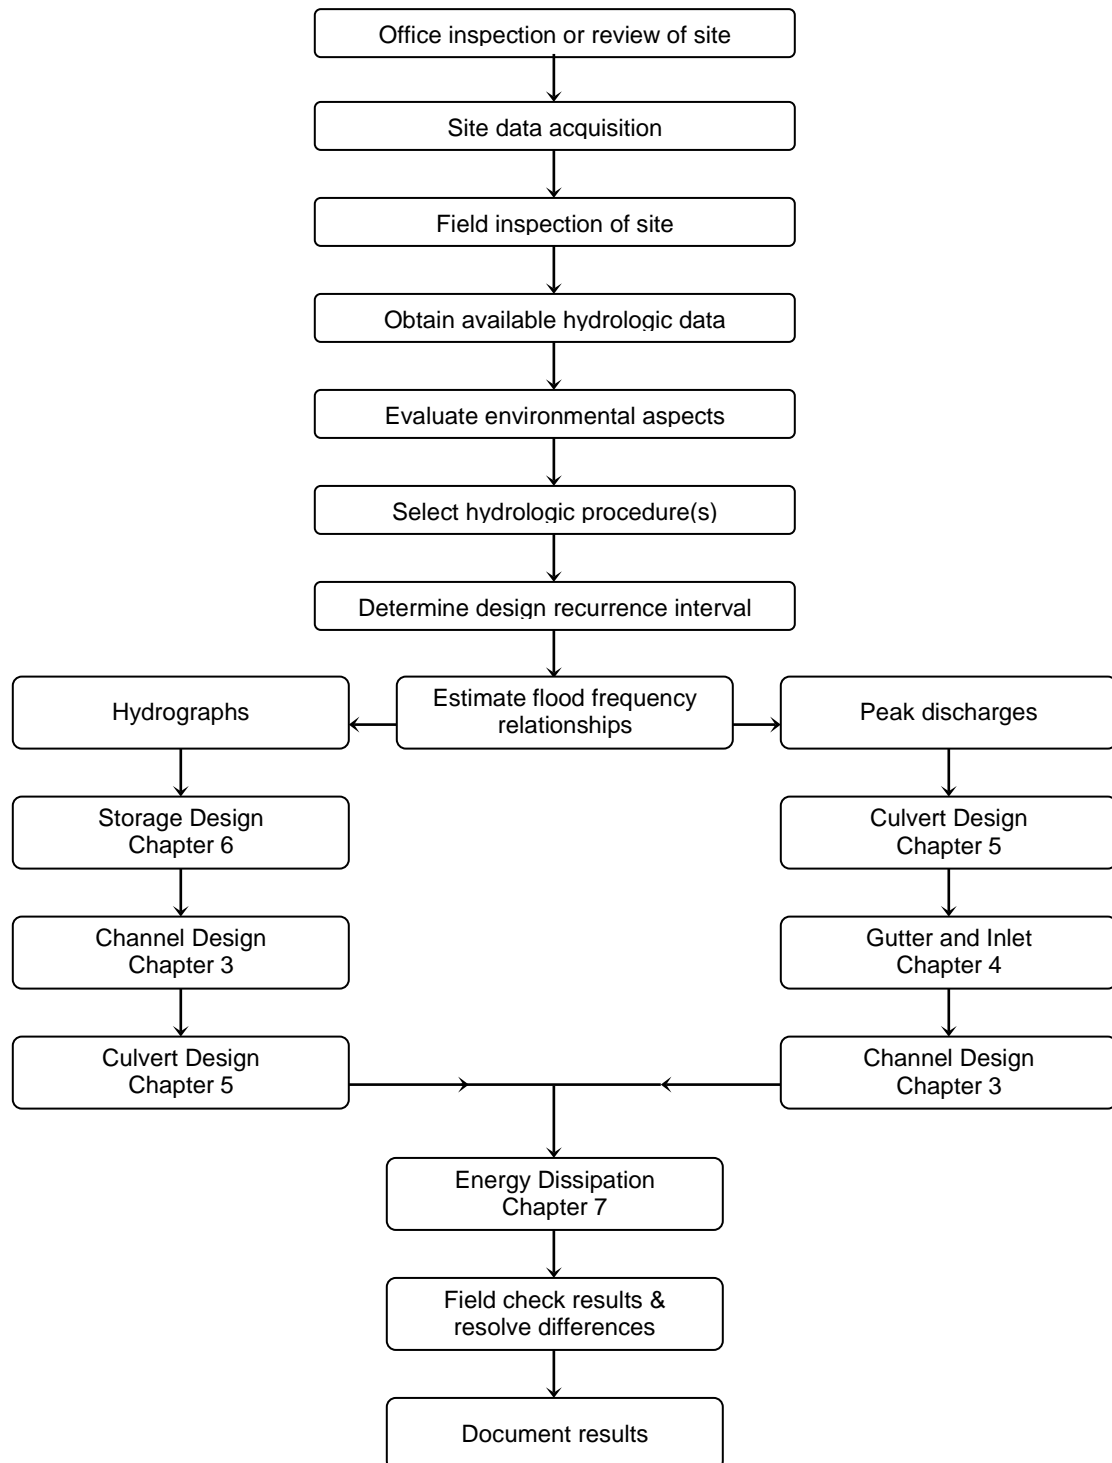 Office inspection or review of site
Site data acquisition
Field inspection of site
Obtain available hydrologic data
Evaluate environmental aspects
Select hydrologic procedure(s)
Determine design recurrence interval
Hydrographs
Estimate flood frequency
relationships
Peak discharges
Storage Design
Chapter 6
Culvert Design
Chapter 5
Channel Design
Chapter 3
Gutter and Inlet
Chapter 4
Culvert Design
Chapter 5
Channel Design
Chapter 3
Energy Dissipation
Chapter 7
Field check results &
resolve differences
Document results